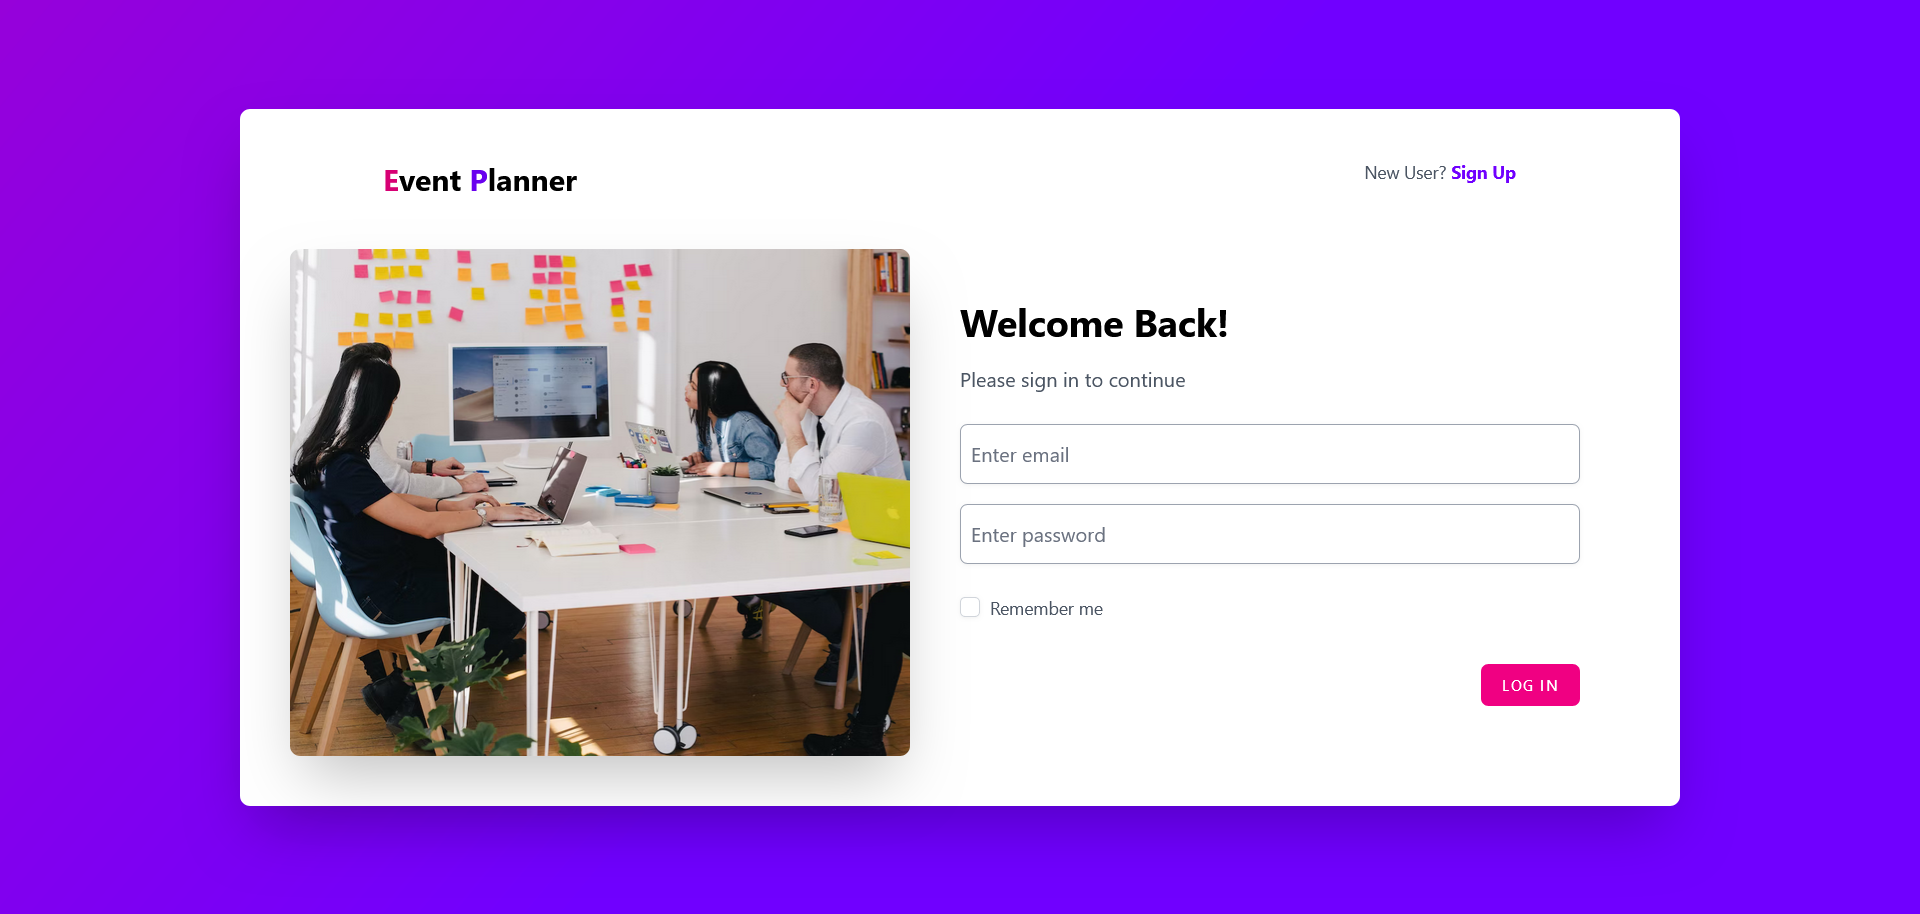 Event Planner
New User? Sign Up
Welcome Back!
Please sign in to continue
Enter email
Enter password
Remember me
LOG IN